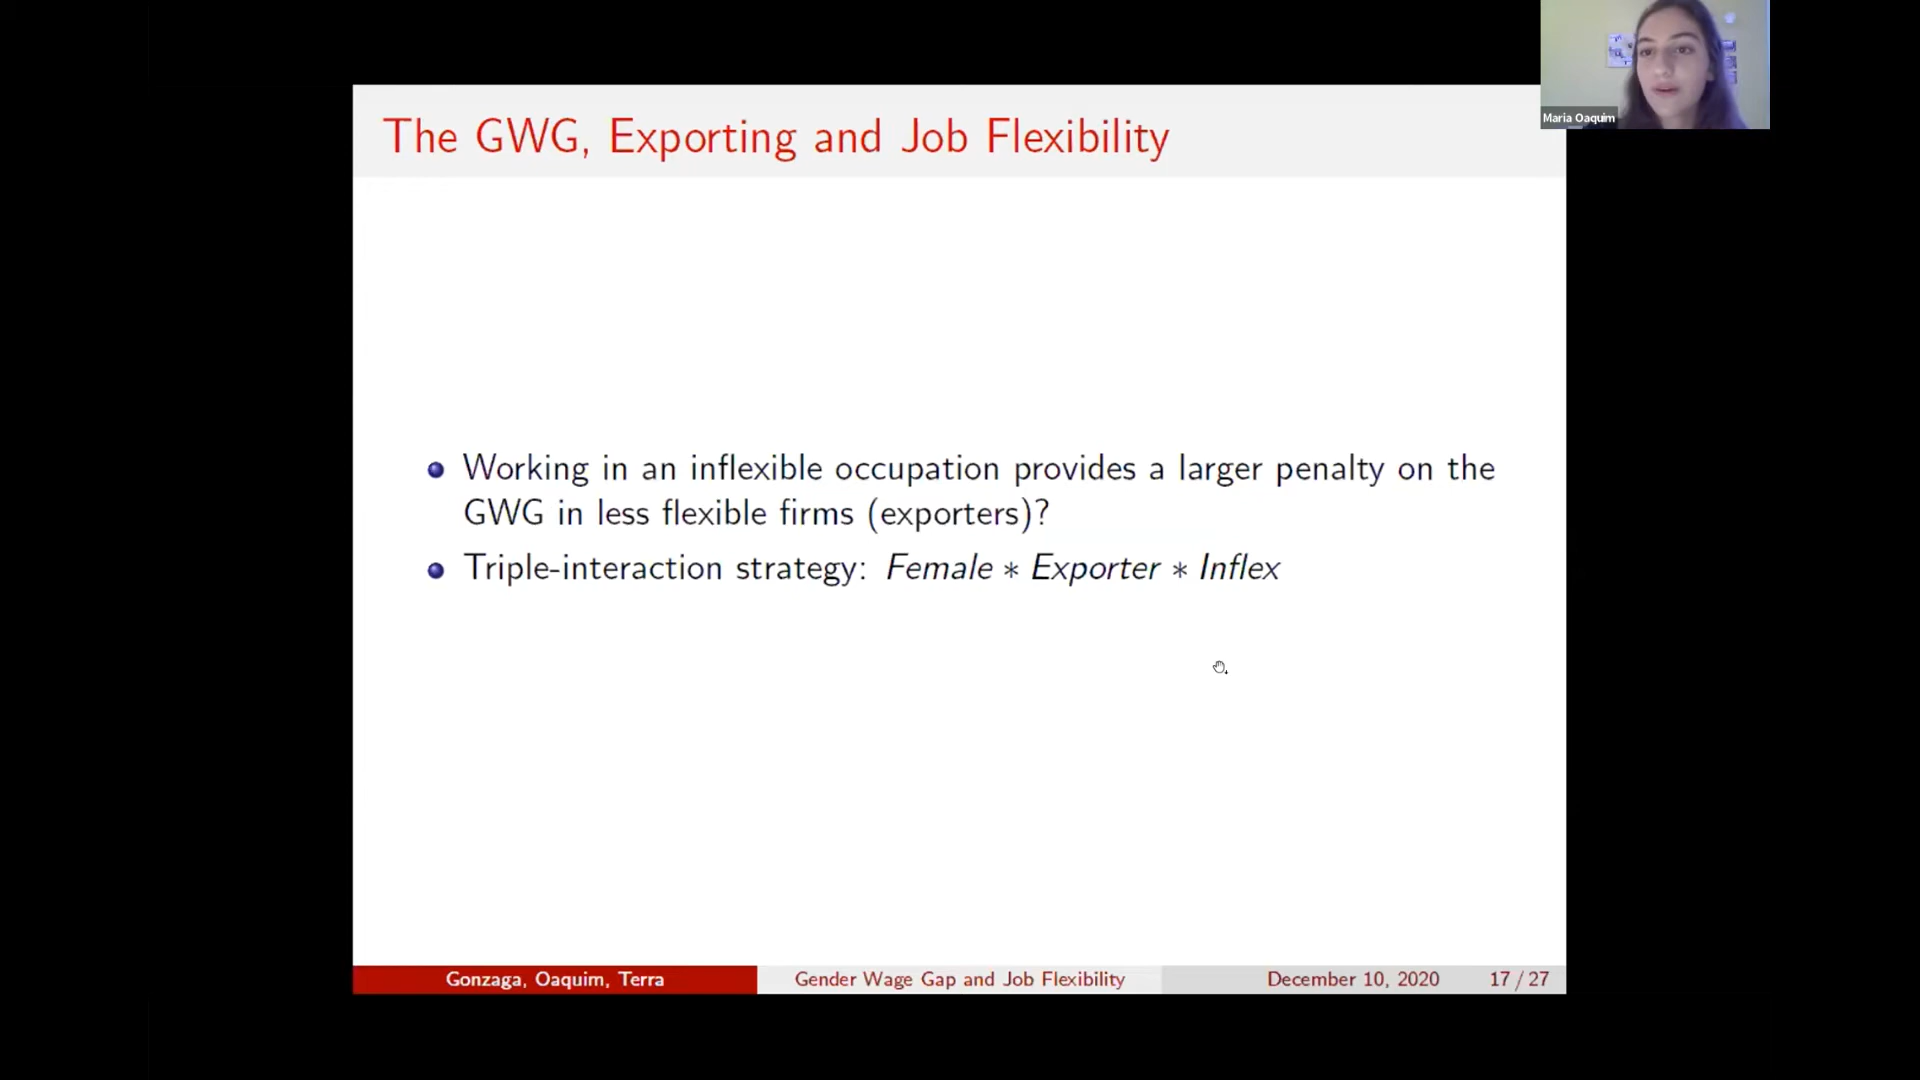 Maria Oaquim
The GWG, Exporting and Job Flexibility
Working in an inflexible occupation provides a larger penalty on the
GWG in less flexible firms (exporters)?
Triple-interaction strategy: Female * Exporter * Inflex
Gonzaga, Oaquim, Terra
Gender Wage Gap and Job Flexibility
December 10, 2020
17 / 27